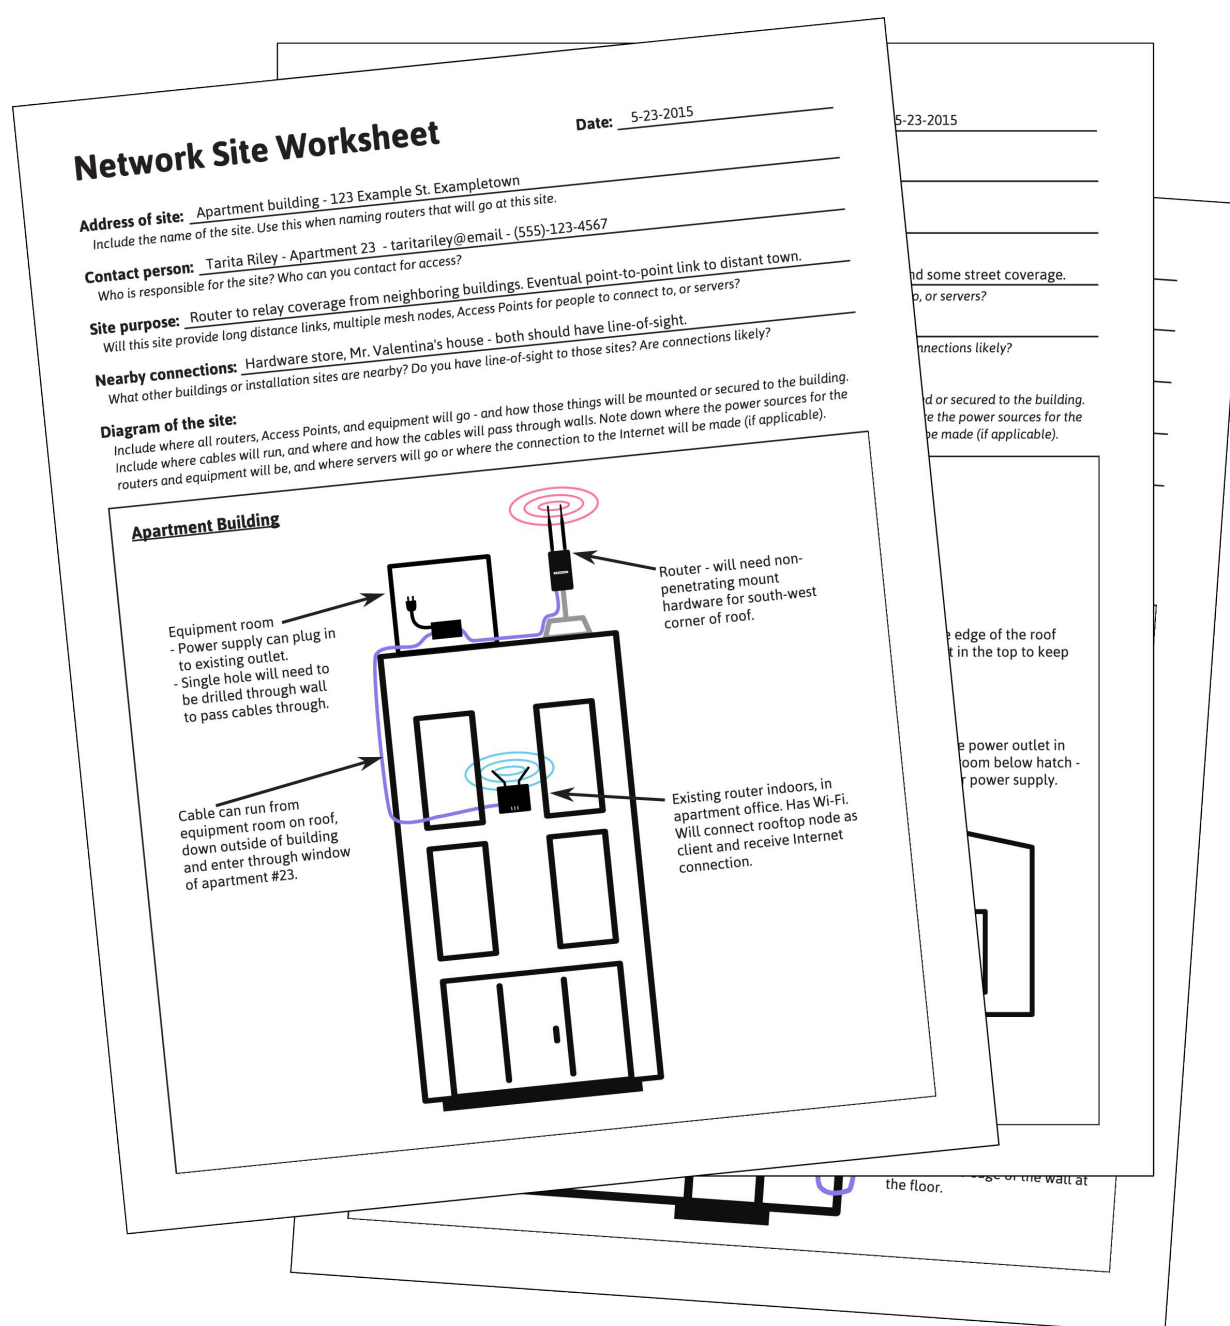 Network Site Worksheet
Date: 5-23-2015
Address of site: Apartment building - 123 Example St. Exampletown
Include the name of the site. Use this when naming routers that will go at this site.
Contact person: Tarita Riley - Apartment 23 - taritariley@email - (555)-123-4567
Who is responsible for the site? Who can you contact for access?
Site purpose: Router to relay coverage from neighboring buildings. Eventual point-to-point link to distant town.
Will this site provide long distance links, multiple mesh nodes, Access Points for people to connect to, or servers?
Nearby connections: Hardware store, Mr. Valentina's house - both should have line-of-sight.
What other buildings or installation sites are nearby? Do you have line-of-sight to those sites? Are connections likely?
Diagram of the site:
Include where all routers, Access Points, and equipment will go - and how those things will be mounted or secured to the building.
Include where cables will run, and where and how the cables will pass through walls. Note down where the power sources for the
routers and equipment will be, and where servers will go or where the connection to the Internet will be made (if applicable).
Apartment Building
Router - will need non-
penetrating mount
hardware for south-west
corner of roof.
Equipment room
- Power supply can plug in
to existing outlet.
- Single hole will need to
be drilled through wall
to pass cables through.
Cable can run from
equipment room on roof,
down outside of building
and enter through window
of apartment #23.
Existing router indoors, in
apartment office. Has Wi-Fi.
Will connect rooftop node as
client and receive Internet
connection.
5-23-2015
some street coverage.
or servers?
likely?
or secured to the building.
the power sources for the
made (if applicable).
edge of the roof
in the top to keep
power outlet in
below hatch -
power supply.
of the wall at
the floor.